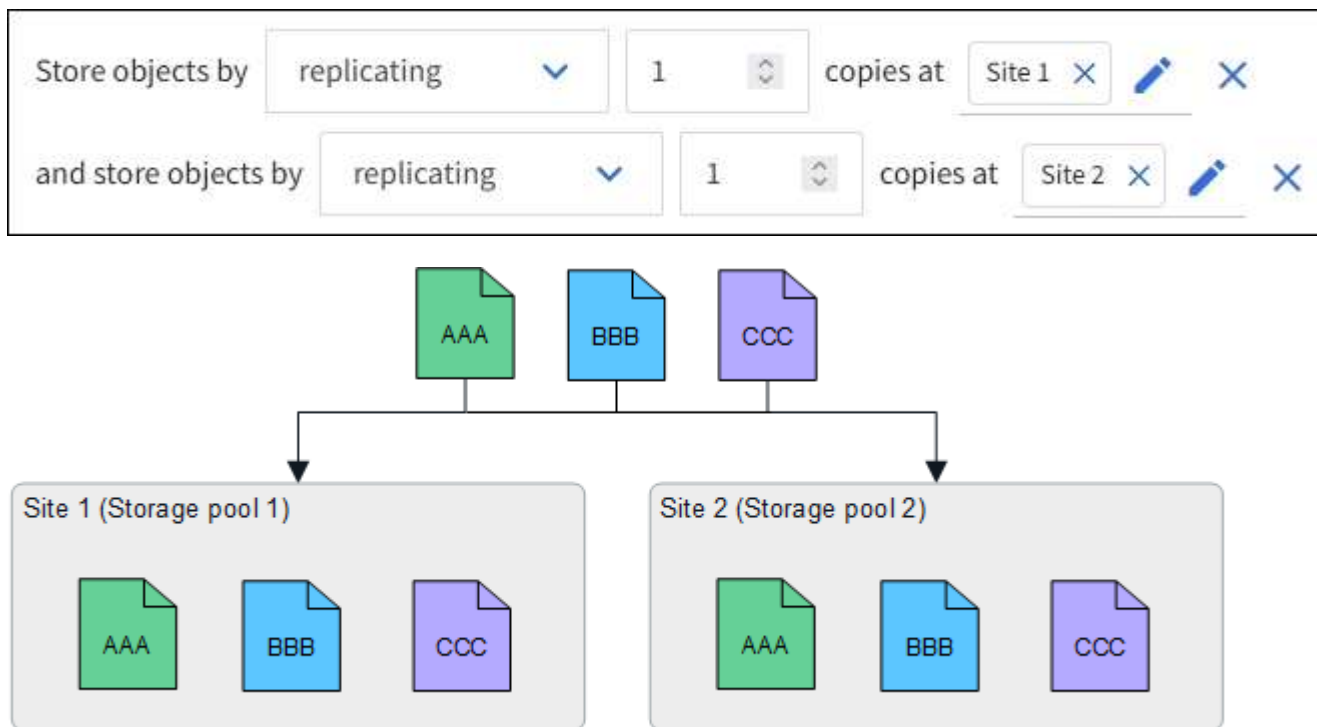 Store objects by replicating 1 copies at Site 1
and store objects by replicating 1 copies at Site 2
AAA BBB CCC
Site 1 (Storage pool 1) Site 2 (Storage pool 2)
AAA BBB CCC AAA BBB CCC